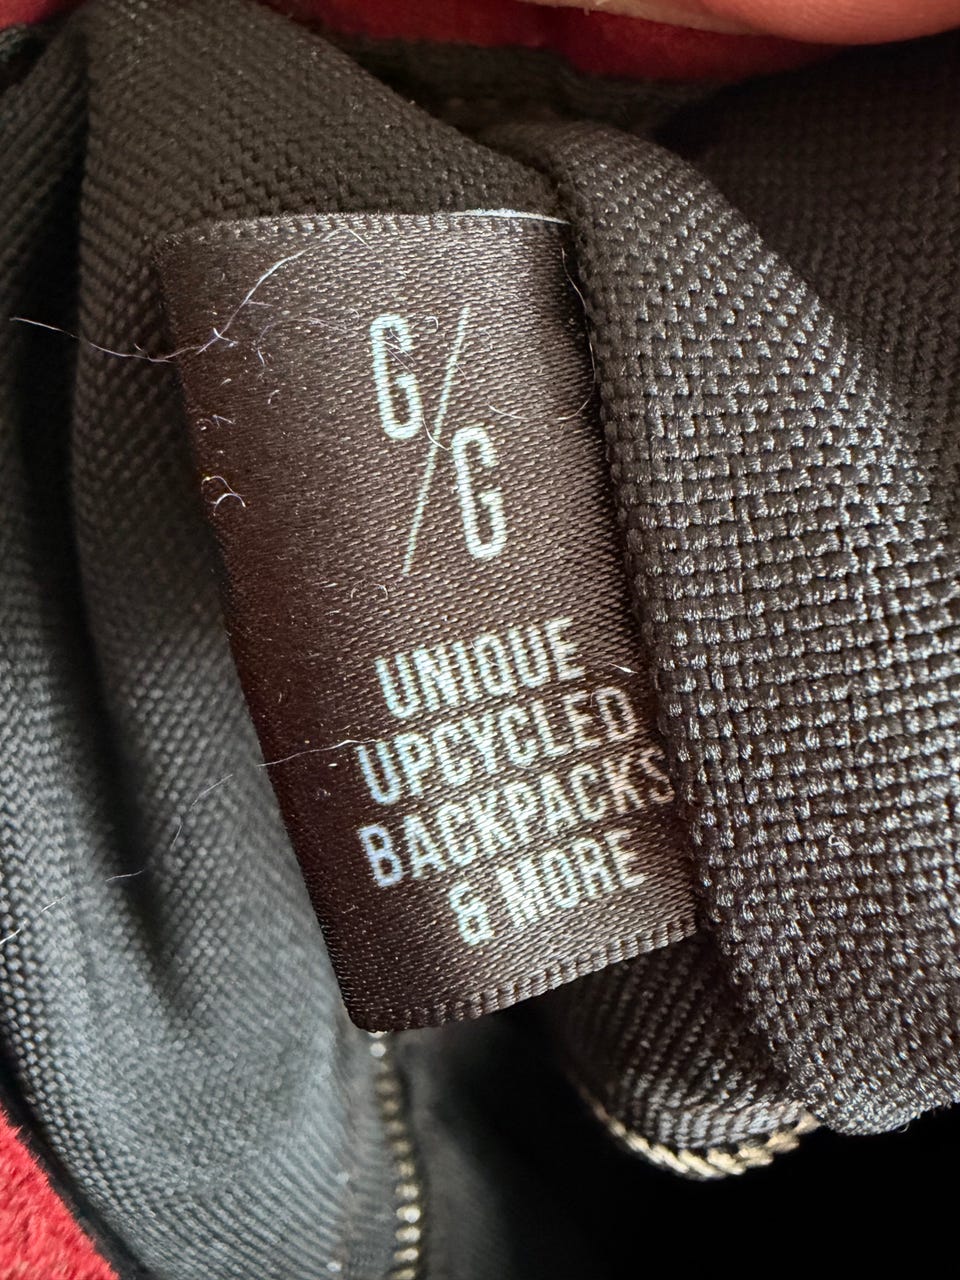 G/G
UNIQUE
UPCYCLED
BACKPACKS
& MORE